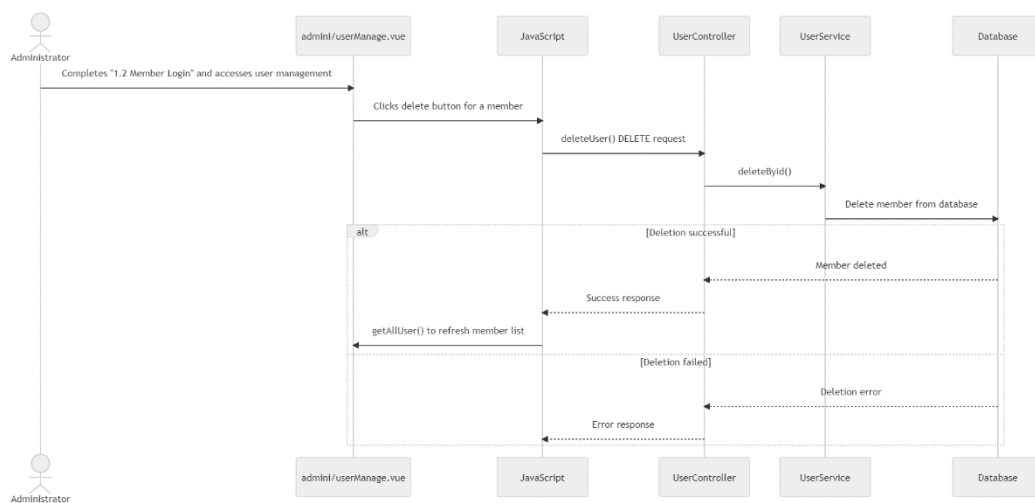 Administrator
admini/userManage.vue
JavaScript
UserController
UserService
Database
Completes "1.2 Member Login" and accesses user management
Clicks delete button for a member
deleteUser() DELETE request
deleteById()
Delete member from database
alt
[Deletion successful]
Member deleted
Success response
getAllUser() to refresh member list
[Deletion failed]
Deletion error
Error response
Administrator
admini/userManage.vue
JavaScript
UserController
UserService
Database